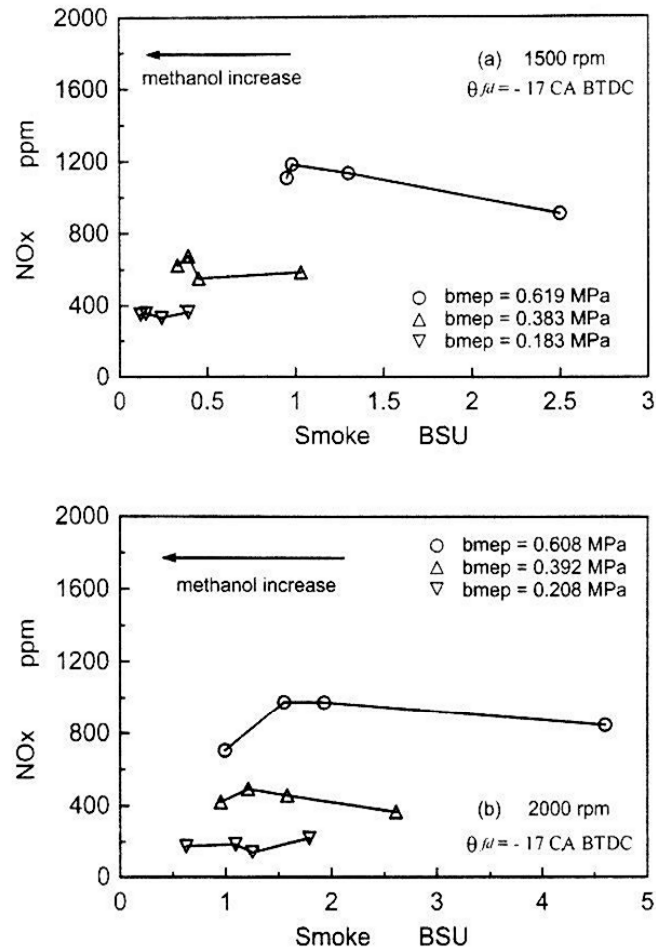 2000
1600
1200
800
400
0
NOx ppm
methanol increase
(a) 1500 rpm
θfd = - 17 CA BTDC
bmep = 0.619 MPa
bmep = 0.383 MPa
bmep = 0.183 MPa
0 0.5 1 1.5 2 2.5 3
Smoke BSU
2000
1600
1200
800
400
0
NOx ppm
methanol increase
bmep = 0.608 MPa
bmep = 0.392 MPa
bmep = 0.208 MPa
(b) 2000 rpm
θfd = - 17 CA BTDC
0 1 2 3 4 5
Smoke BSU